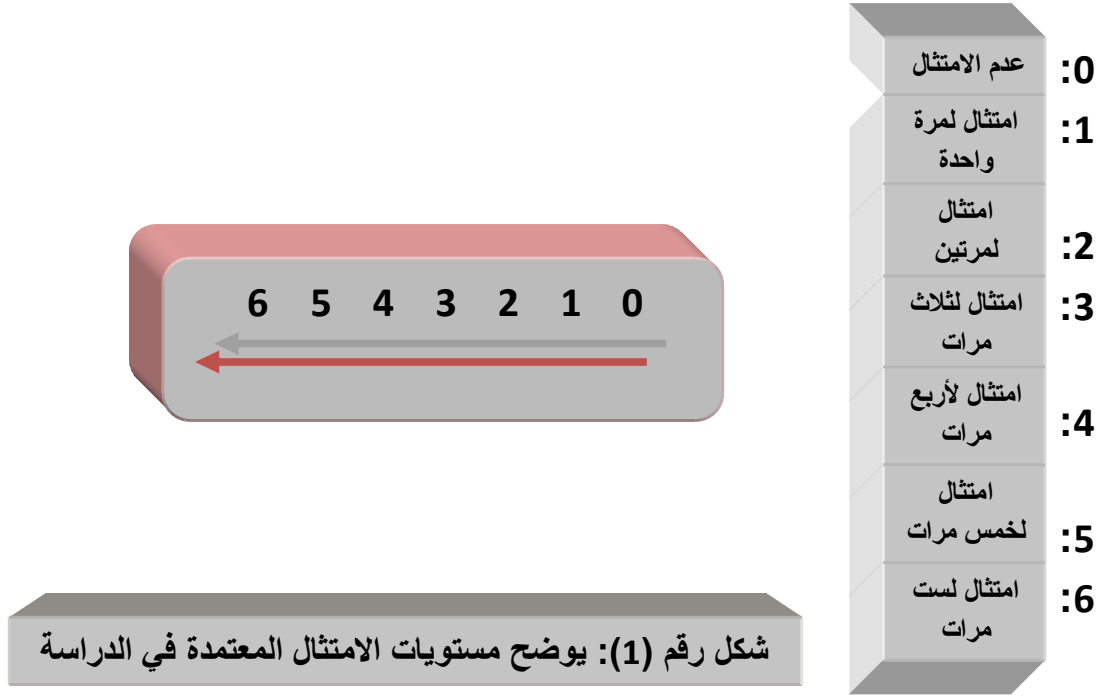 0: عدم الامتثال
1: امتثال لمرة
واحدة
امتثال
2: لمرتين
3: امتثال لثلاث
مرات
امتثال لأربع
4: مرات
امتثال
5: لخمس مرات
6: امتثال لست
مرات
0 1 2 3 4 5 6
شكل رقم (1): يوضح مستويات الامتثال المعتمدة في الدراسة